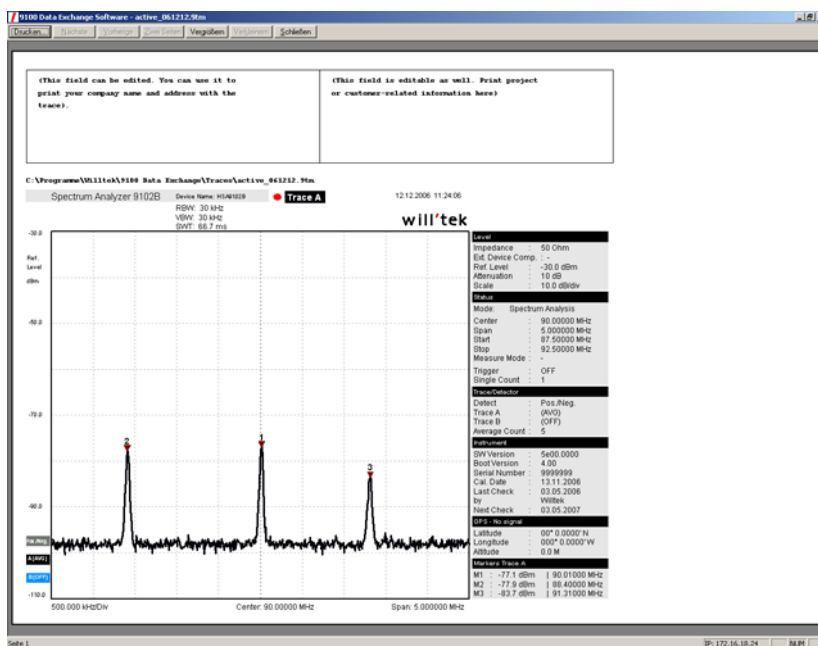 9100 Data Exchange Software - active_061212.9tm
Drucken... Nächste Vorherige Zwei Seiten Vergrößern Verkleinern Schließen
(This field can be edited. You can use it to
print your company name and address with the
trace).
(This field is editable as well. Print project
or customer-related information here)
C:\Programme\Willtek\9100 Data Exchange\Traces\active_061212.9tm
Spectrum Analyzer 9102B Device Name: HSA9102B Trace A 12.12.2006 11:24:06
RBW: 30 kHz
VBW: 30 kHz
SWT: 66.7 ms
will'tek
-30.0
Ref.
Level
dBm
-50.0
-70.0
-90.0
Pos./Neg.
A(AVG)
B(OFF)
-110.0
2
1
3
500.000 kHz/Div Center: 90.00000 MHz Span: 5.000000 MHz
Level
Impedance : 50 Ohm
Ext. Device Comp. : -
Ref. Level : -30.0 dBm
Attenuation : 10 dB
Scale : 10.0 dB/div
Status
Mode: Spectrum Analysis
Center : 90.00000 MHz
Span : 5.000000 MHz
Start : 87.50000 MHz
Stop : 92.50000 MHz
Measure Mode : -
Trigger : OFF
Single Count : 1
Trace/Detector
Detect : Pos./Neg.
Trace A : (AVG)
Trace B : (OFF)
Average Count : 5
Instrument
SW Version : 5e00.0000
Boot Version : 4.00
Serial Number : 9999999
Cal. Date : 13.11.2006
Last Check : 03.05.2006
by Willtek
Next Check : 03.05.2007
GPS - No signal
Latitude : 00° 0.0000' N
Longitude : 000° 0.0000' W
Altitude : 0.0 M
Markers Trace A
M1 : -77.1 dBm | 90.01000 MHz
M2 : -77.9 dBm | 88.40000 MHz
M3 : -83.7 dBm | 91.31000 MHz
Seite 1 IP: 172.16.18.24 NUM